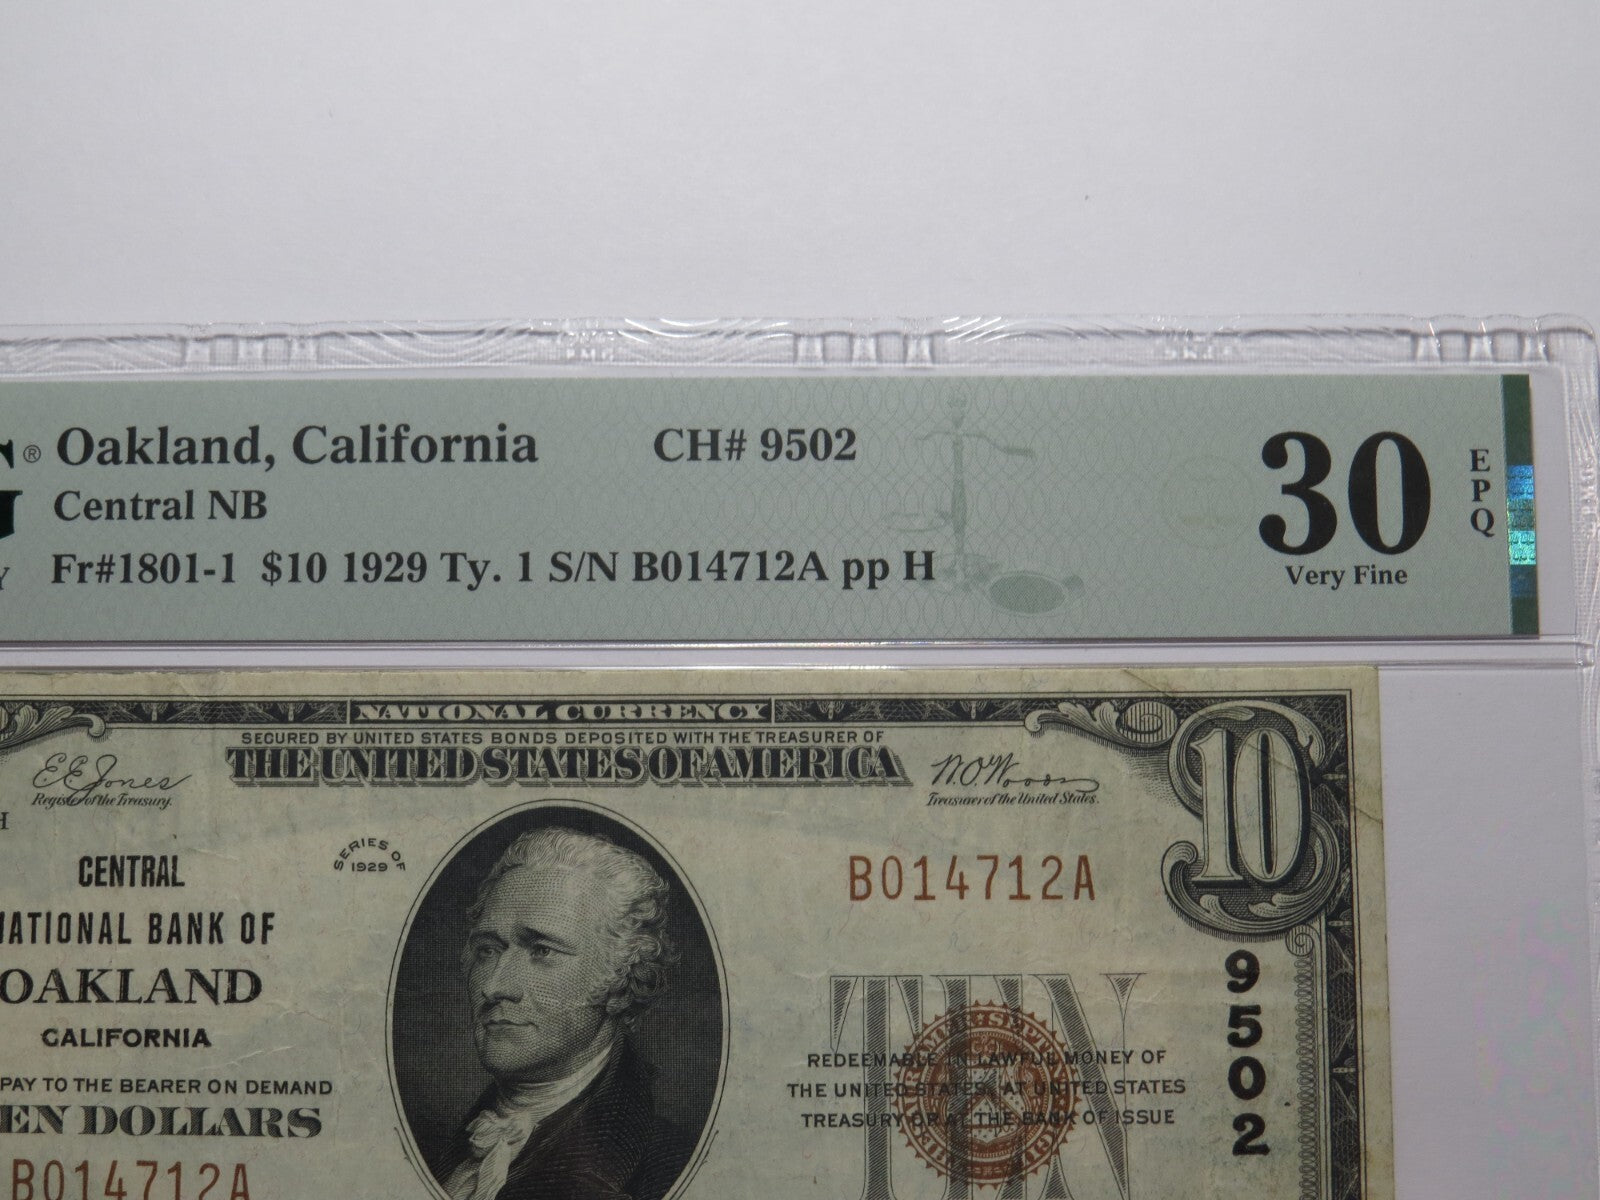 ® Oakland, California CH# 9502
Central NB
Fr#1801-1 $10 1929 Ty. 1 S/N B014712A pp H
30
Very Fine
EPQ
NATIONAL CURRENCY
SECURED BY UNITED STATES BONDS DEPOSITED WITH THE TREASURER OF
THE UNITED STATES OF AMERICA
E.E. Jones
Register of the Treasury.
W.O. Woods
Treasurer of the United States.
10
H
SERIES OF
1929
CENTRAL
NATIONAL BANK OF
OAKLAND
CALIFORNIA
B014712A
9502
TEN
REDEEMABLE IN LAWFUL MONEY OF
THE UNITED STATES AT UNITED STATES
TREASURY OR AT THE BANK OF ISSUE
PAY TO THE BEARER ON DEMAND
EN DOLLARS
B014712A